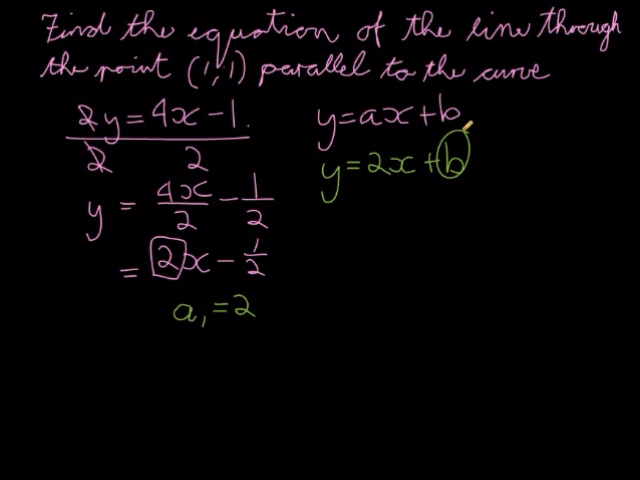 Find the equation of the line through
the point (1,1) parallel to the curve
2y = 4x - 1
2 2
y = 4x/2 - 1/2
= 2x - 1/2
a₁ = 2
y = ax + b
y = 2x + b